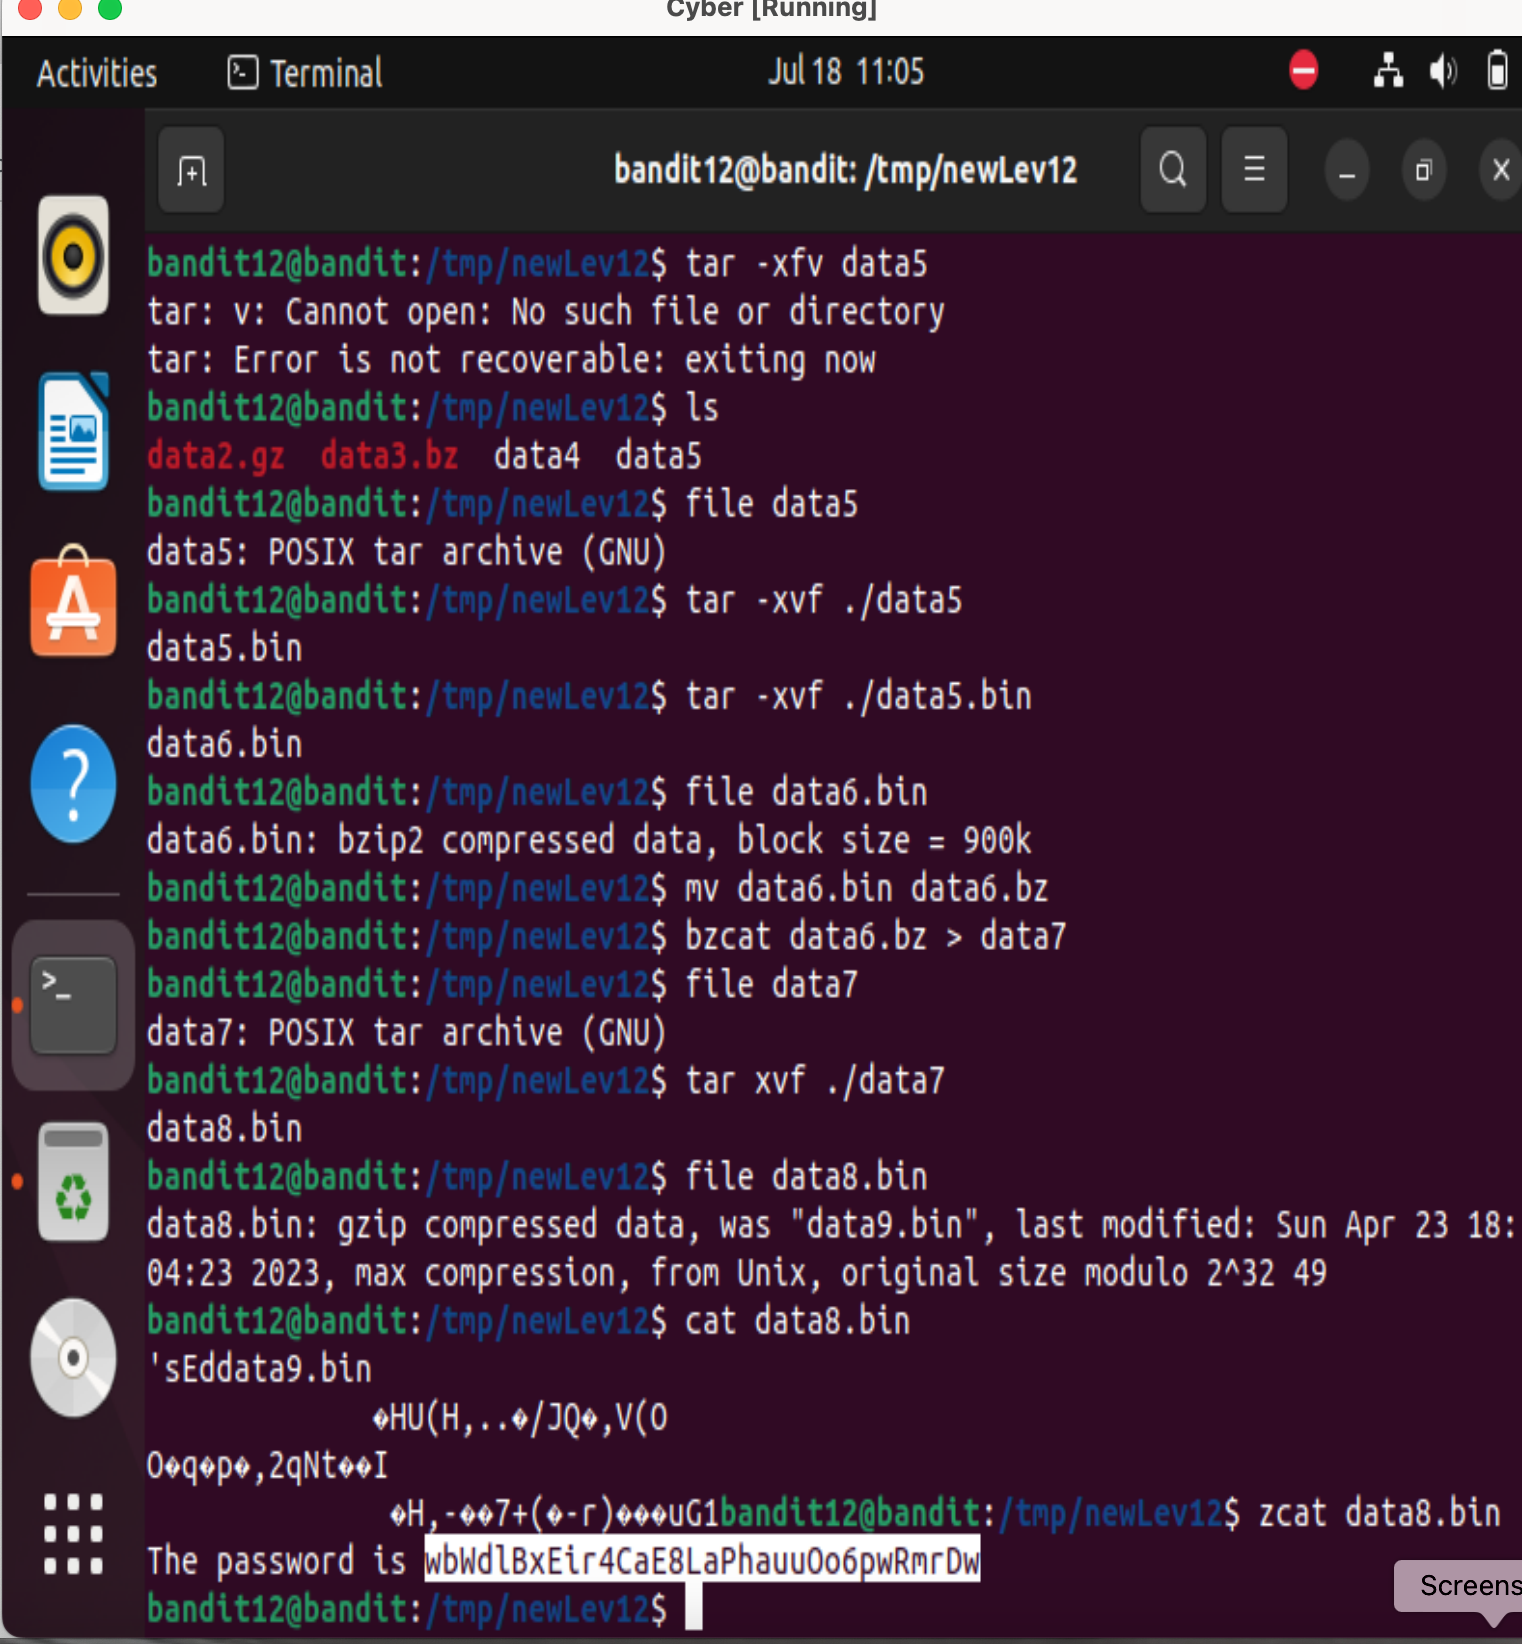 Cyber [Running]
Activities
Terminal
Jul 18 11:05
bandit12@bandit: /tmp/newLev12
bandit12@bandit:/tmp/newLev12$ tar -xfv data5
tar: v: Cannot open: No such file or directory
tar: Error is not recoverable: exiting now
bandit12@bandit:/tmp/newLev12$ ls
data2.gz  data3.bz  data4  data5
bandit12@bandit:/tmp/newLev12$ file data5
data5: POSIX tar archive (GNU)
bandit12@bandit:/tmp/newLev12$ tar -xvf ./data5
data5.bin
bandit12@bandit:/tmp/newLev12$ tar -xvf ./data5.bin
data6.bin
bandit12@bandit:/tmp/newLev12$ file data6.bin
data6.bin: bzip2 compressed data, block size = 900k
bandit12@bandit:/tmp/newLev12$ mv data6.bin data6.bz
bandit12@bandit:/tmp/newLev12$ bzcat data6.bz > data7
bandit12@bandit:/tmp/newLev12$ file data7
data7: POSIX tar archive (GNU)
bandit12@bandit:/tmp/newLev12$ tar xvf ./data7
data8.bin
bandit12@bandit:/tmp/newLev12$ file data8.bin
data8.bin: gzip compressed data, was "data9.bin", last modified: Sun Apr 23 18:
04:23 2023, max compression, from Unix, original size modulo 2^32 49
bandit12@bandit:/tmp/newLev12$ cat data8.bin
'sEddata9.bin
�HU(H,..�/JQ�,V(O
O�q�p�,2qNt��I
�H,-��7+(�-r)���uG1bandit12@bandit:/tmp/newLev12$ zcat data8.bin
The password is wbWdlBxEir4CaE8LaPhauuOo6pwRmrDw
bandit12@bandit:/tmp/newLev12$
Screens